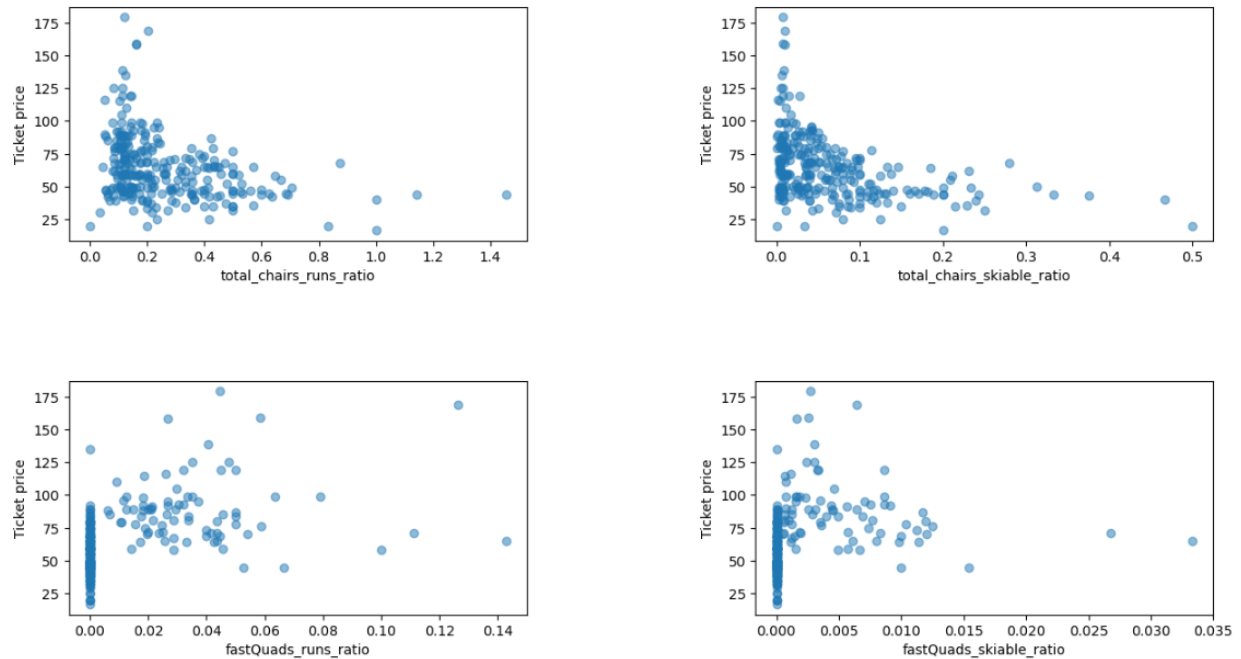 175
150
125
100
75
50
25
Ticket price
0.0 0.2 0.4 0.6 0.8 1.0 1.2 1.4
total_chairs_runs_ratio
175
150
125
100
75
50
25
Ticket price
0.0 0.1 0.2 0.3 0.4 0.5
total_chairs_skiable_ratio
175
150
125
100
75
50
25
Ticket price
0.00 0.02 0.04 0.06 0.08 0.10 0.12 0.14
fastQuads_runs_ratio
175
150
125
100
75
50
25
Ticket price
0.000 0.005 0.010 0.015 0.020 0.025 0.030 0.035
fastQuads_skiable_ratio